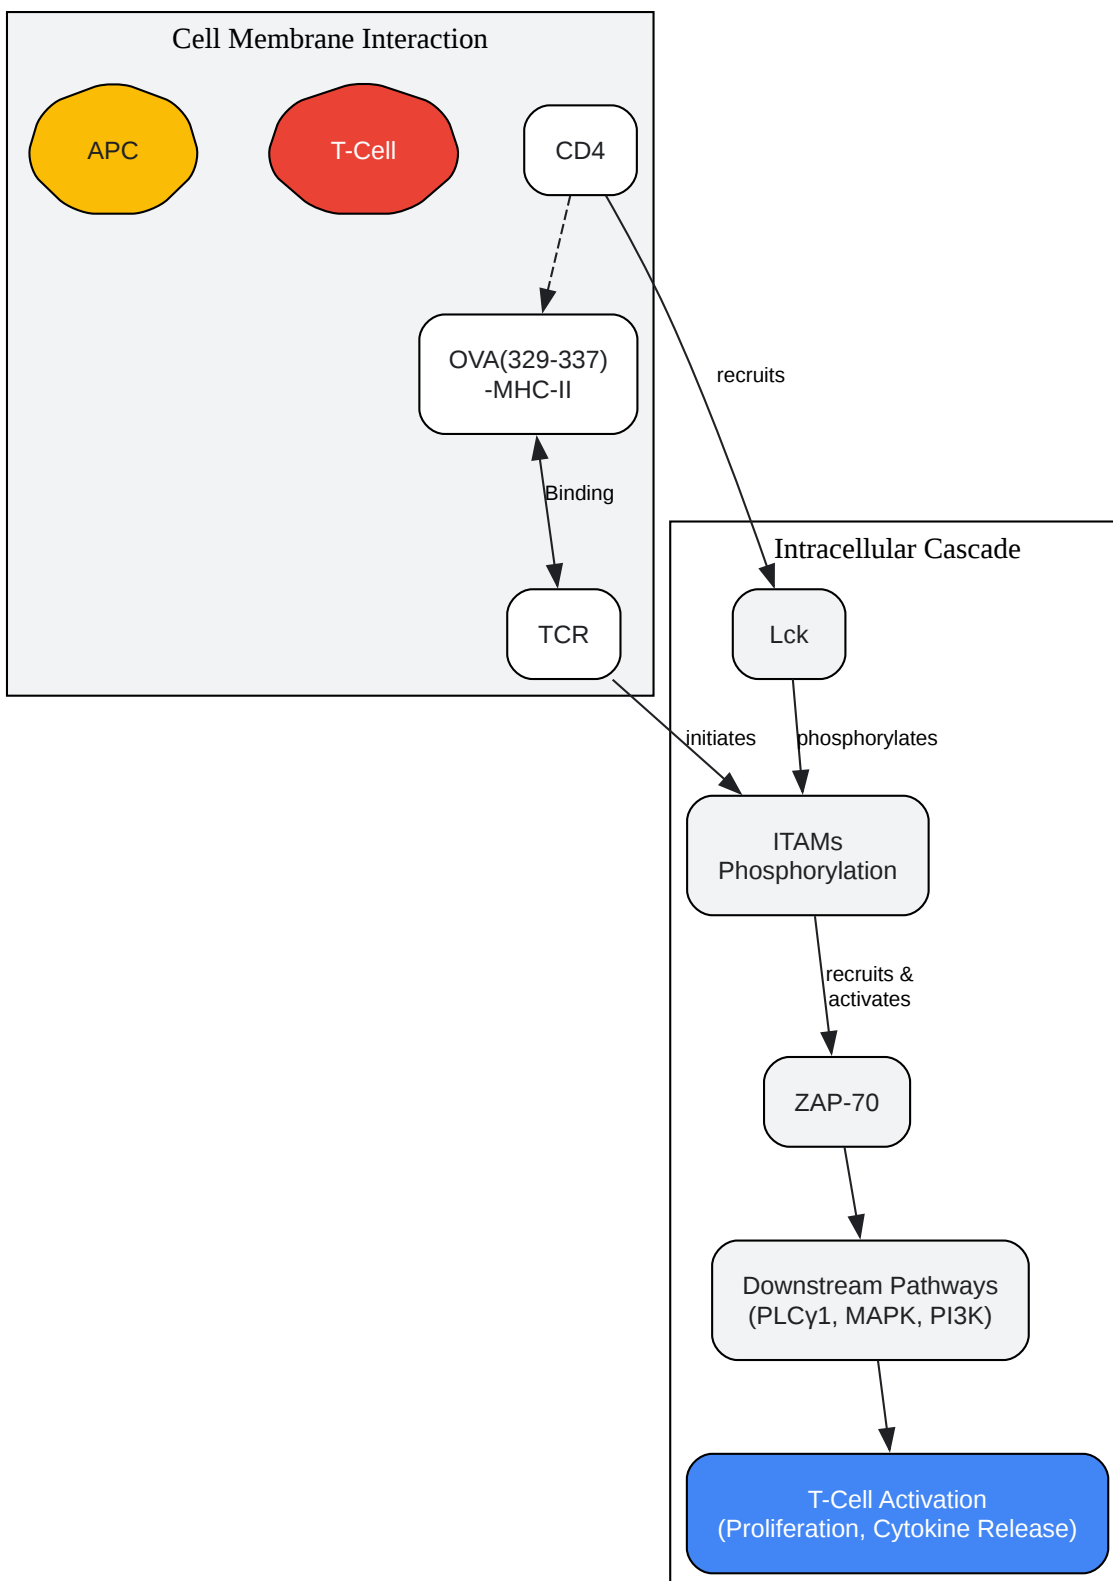 Cell Membrane Interaction
APC
T-Cell
CD4
OVA(329-337)
-MHC-II
recruits
Binding
TCR
Intracellular Cascade
Lck
initiates
phosphorylates
ITAMs
Phosphorylation
recruits &
activates
ZAP-70
Downstream Pathways
(PLCγ1, MAPK, PI3K)
T-Cell Activation
(Proliferation, Cytokine Release)